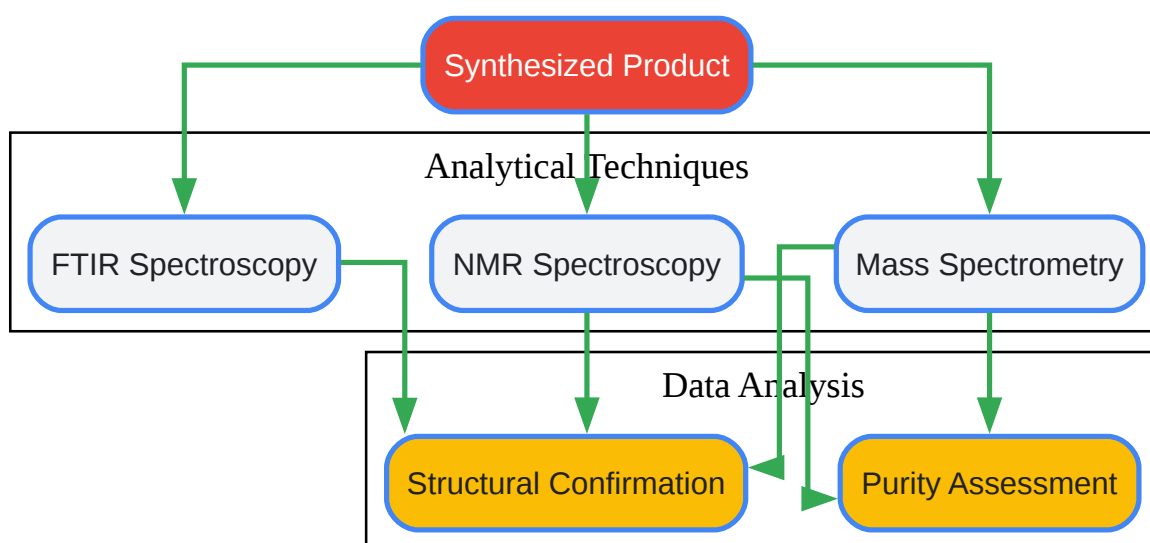 Synthesized Product
Analytical Techniques
FTIR Spectroscopy
NMR Spectroscopy
Mass Spectrometry
Data Analysis
Structural Confirmation
Purity Assessment